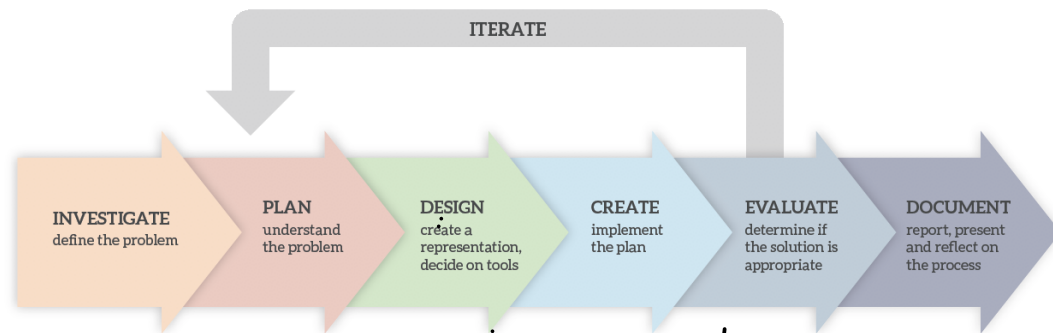 ITERATE
INVESTIGATE
define the problem
PLAN
understand
the problem
DESIGN
create a
representation,
decide on tools
CREATE
implement
the plan
EVALUATE
determine if
the solution is
appropriate
DOCUMENT
report, present
and reflect on
the process